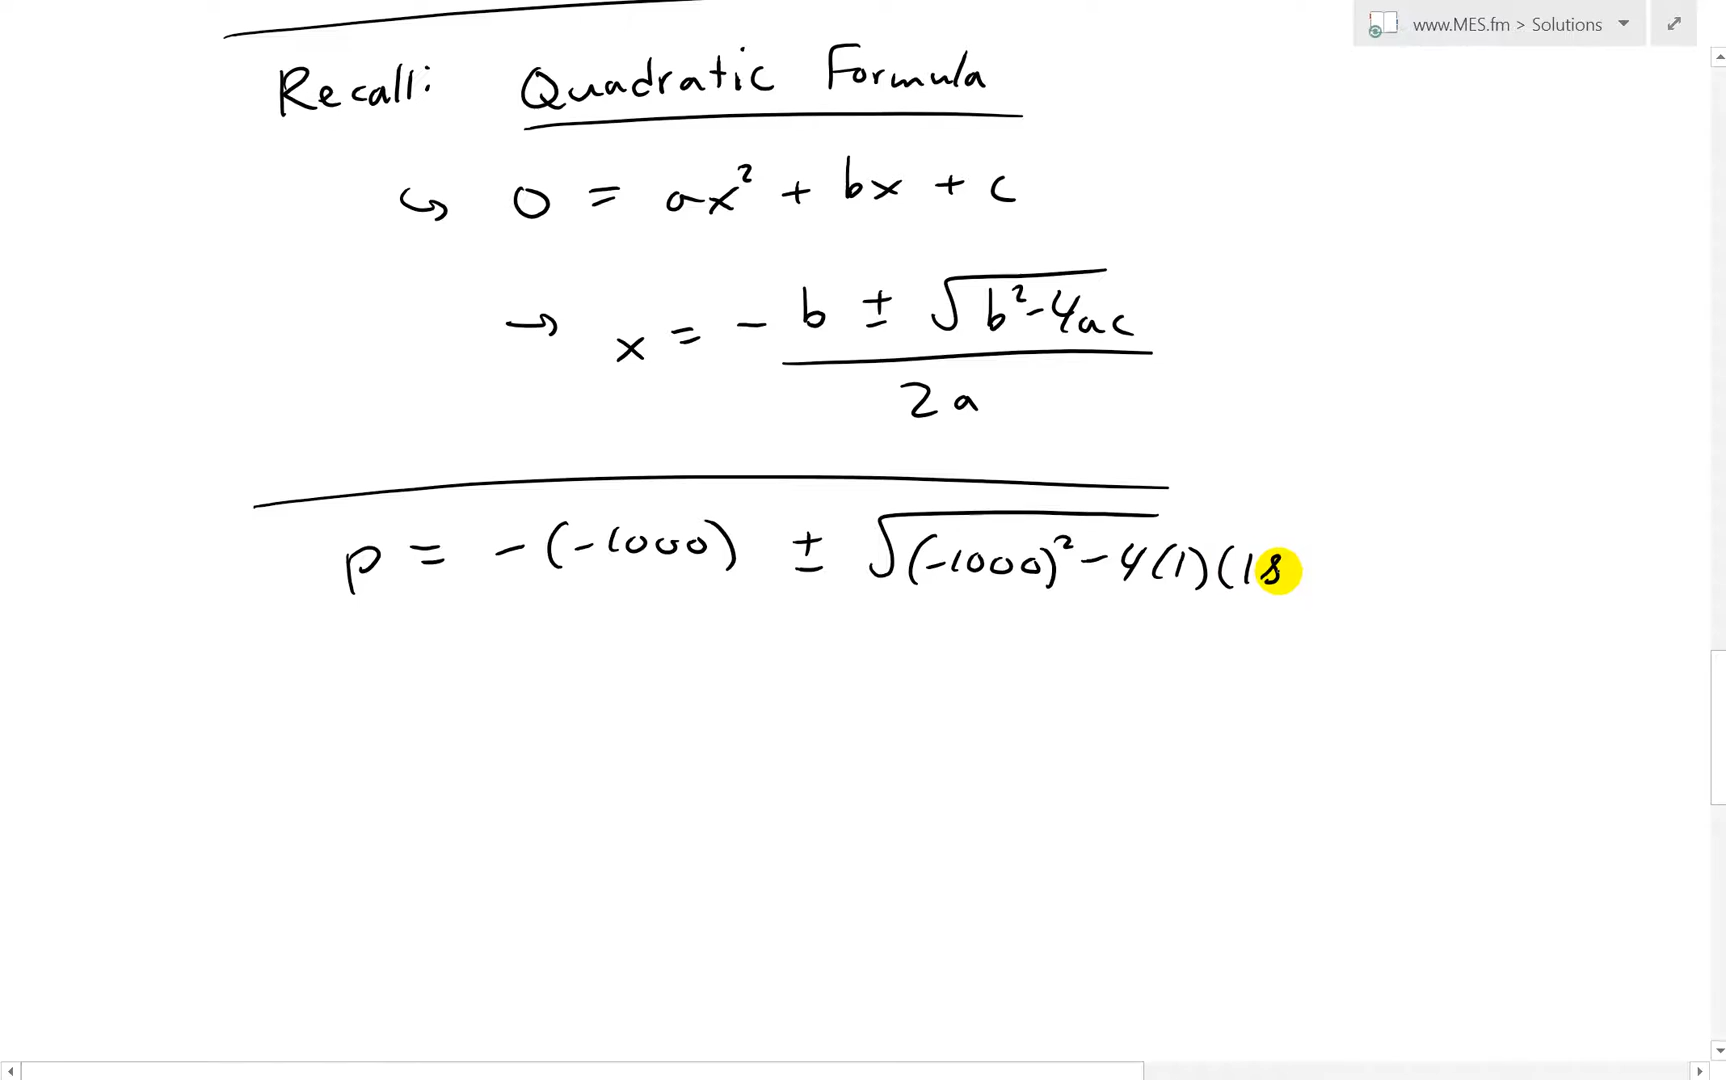 www.MES.fm > Solutions
Recall: Quadratic Formula
↪ 0 = ax² + bx + c
→ x = - b ± √b²-4ac
2a
p = -(-1000) ± √(-1000)² - 4(1)(18